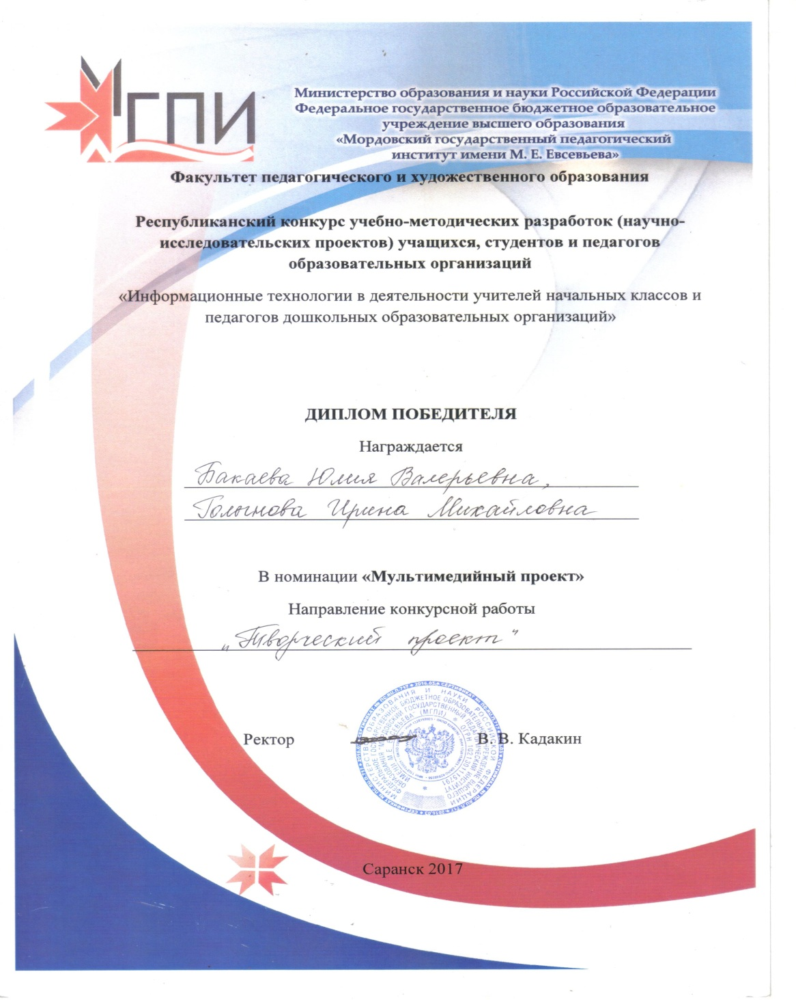 МГПИ
Министерство образования и науки Российской Федерации
Федеральное государственное бюджетное образовательное
учреждение высшего образования
«Мордовский государственный педагогический
институт имени М. Е. Евсевьева»
Факультет педагогического и художественного образования
Республиканский конкурс учебно-методических разработок (научно-
исследовательских проектов) учащихся, студентов и педагогов
образовательных организаций
«Информационные технологии в деятельности учителей начальных классов и
педагогов дошкольных образовательных организаций»
ДИПЛОМ ПОБЕДИТЕЛЯ
Награждается
Бакаева Юлия Валерьевна,
Голынова Ирина Михайловна
В номинации «Мультимедийный проект»
Направление конкурсной работы
„Творческий проект"
Ректор В. В. Кадакин
Саранск 2017